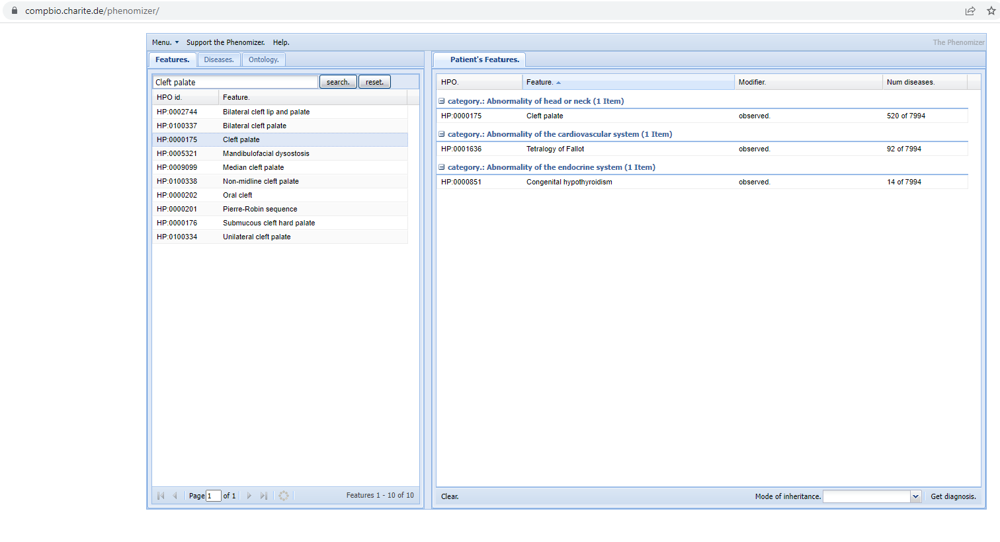 compbio.charite.de/phenomizer/
Menu. Support the Phenomizer. Help. The Phenomizer
Features. Diseases. Ontology.
Cleft palate search. reset.
HPO id. Feature.
HP:0002744 Bilateral cleft lip and palate
HP:0100337 Bilateral cleft palate
HP:0000175 Cleft palate
HP:0005321 Mandibulofacial dysostosis
HP:0009099 Median cleft palate
HP:0100338 Non-midline cleft palate
HP:0000202 Oral cleft
HP:0000201 Pierre-Robin sequence
HP:0000176 Submucous cleft hard palate
HP:0100334 Unilateral cleft palate
Page 1 of 1 Features 1 - 10 of 10
Patient's Features.
HPO. Feature. Modifier. Num diseases.
category.: Abnormality of head or neck (1 Item)
HP:0000175 Cleft palate observed. 520 of 7994
category.: Abnormality of the cardiovascular system (1 Item)
HP:0001636 Tetralogy of Fallot observed. 92 of 7994
category.: Abnormality of the endocrine system (1 Item)
HP:0000851 Congenital hypothyroidism observed. 14 of 7994
Clear. Mode of inheritance. Get diagnosis.